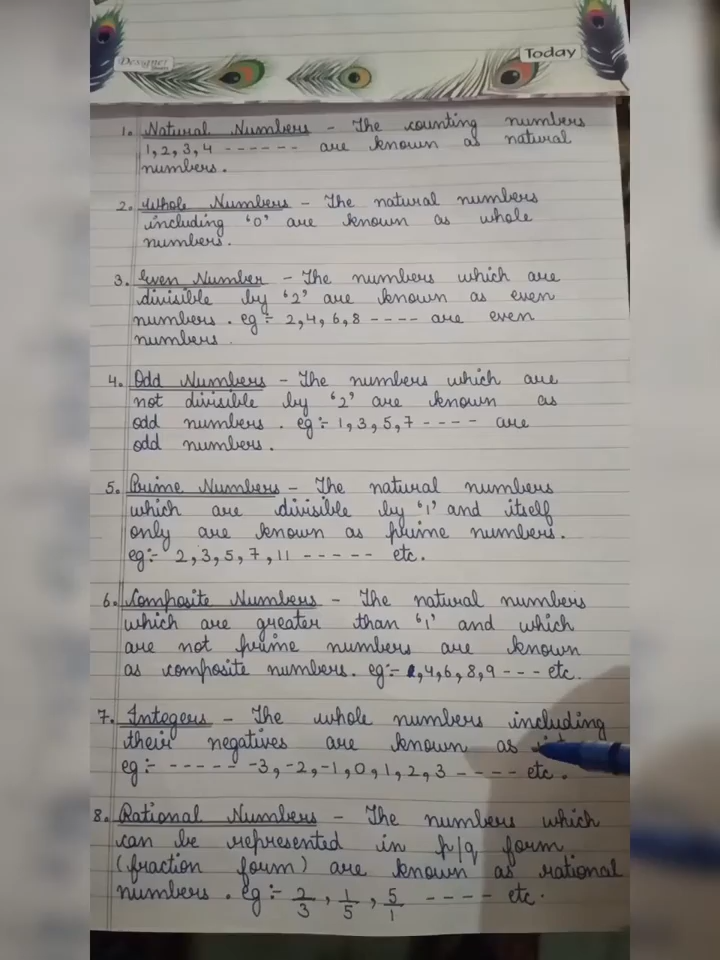 Designer
Today
1. Natural Numbers - The counting numbers
1, 2, 3, 4 ------ are known as natural
numbers.
2. Whole Numbers - The natural numbers
including '0' are known as whole
numbers.
3. Even Number - The numbers which are
divisible by '2' are known as even
numbers. eg :- 2, 4, 6, 8 ---- are even
numbers.
4. Odd Numbers - The numbers which are
not divisible by '2' are known as
odd numbers. eg :- 1, 3, 5, 7 ---- are
odd numbers.
5. Prime Numbers - The natural numbers
which are divisible by '1' and itself
only are known as prime numbers.
eg :- 2, 3, 5, 7, 11 ----- etc.
6. Composite Numbers - The natural numbers
which are greater than '1' and which
are not prime numbers are known
as composite numbers. eg :- , 4, 6, 8, 9 --- etc.
7. Integers - The whole numbers including
their negatives are known as
eg :- ----- -3, -2, -1, 0, 1, 2, 3 ---- etc.
8. Rational Numbers - The numbers which
can be represented in p/q form
(fraction form) are known as rational
numbers. eg :- 2/3, 1/5, 5/1 ---- etc.